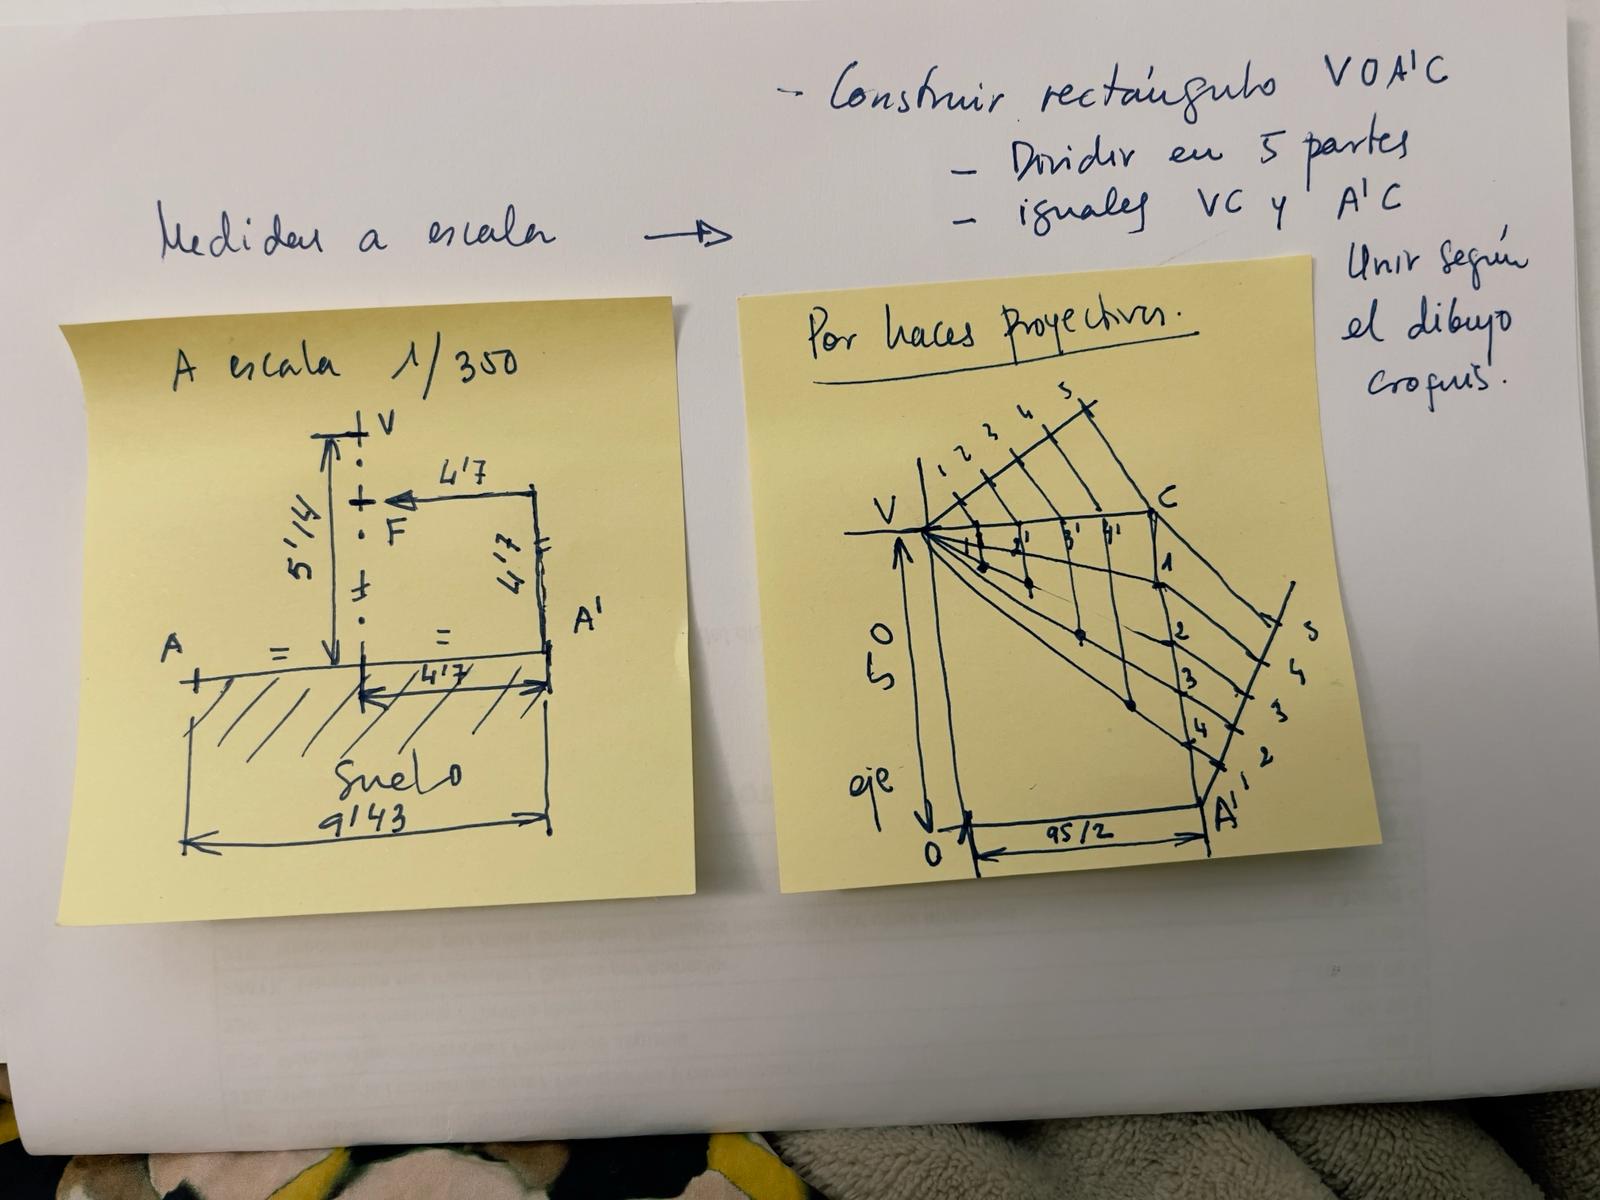 - Construir rectángulo VOA'C
- Dividir en 5 partes
- iguales VC y A'C
Unir según
el dibujo
croquis.
Medidas a escala →
A escala 1/350
V
4'7
F
5'14
4'7
A
=
=
A'
4'7
Suelo
9'43
Por haces proyectivos.
1 2 3 4 5
V
C
1' 2' 3' 4'
1
2
3
4
5
4
3
2
1
50
eje
A'
O
95/2